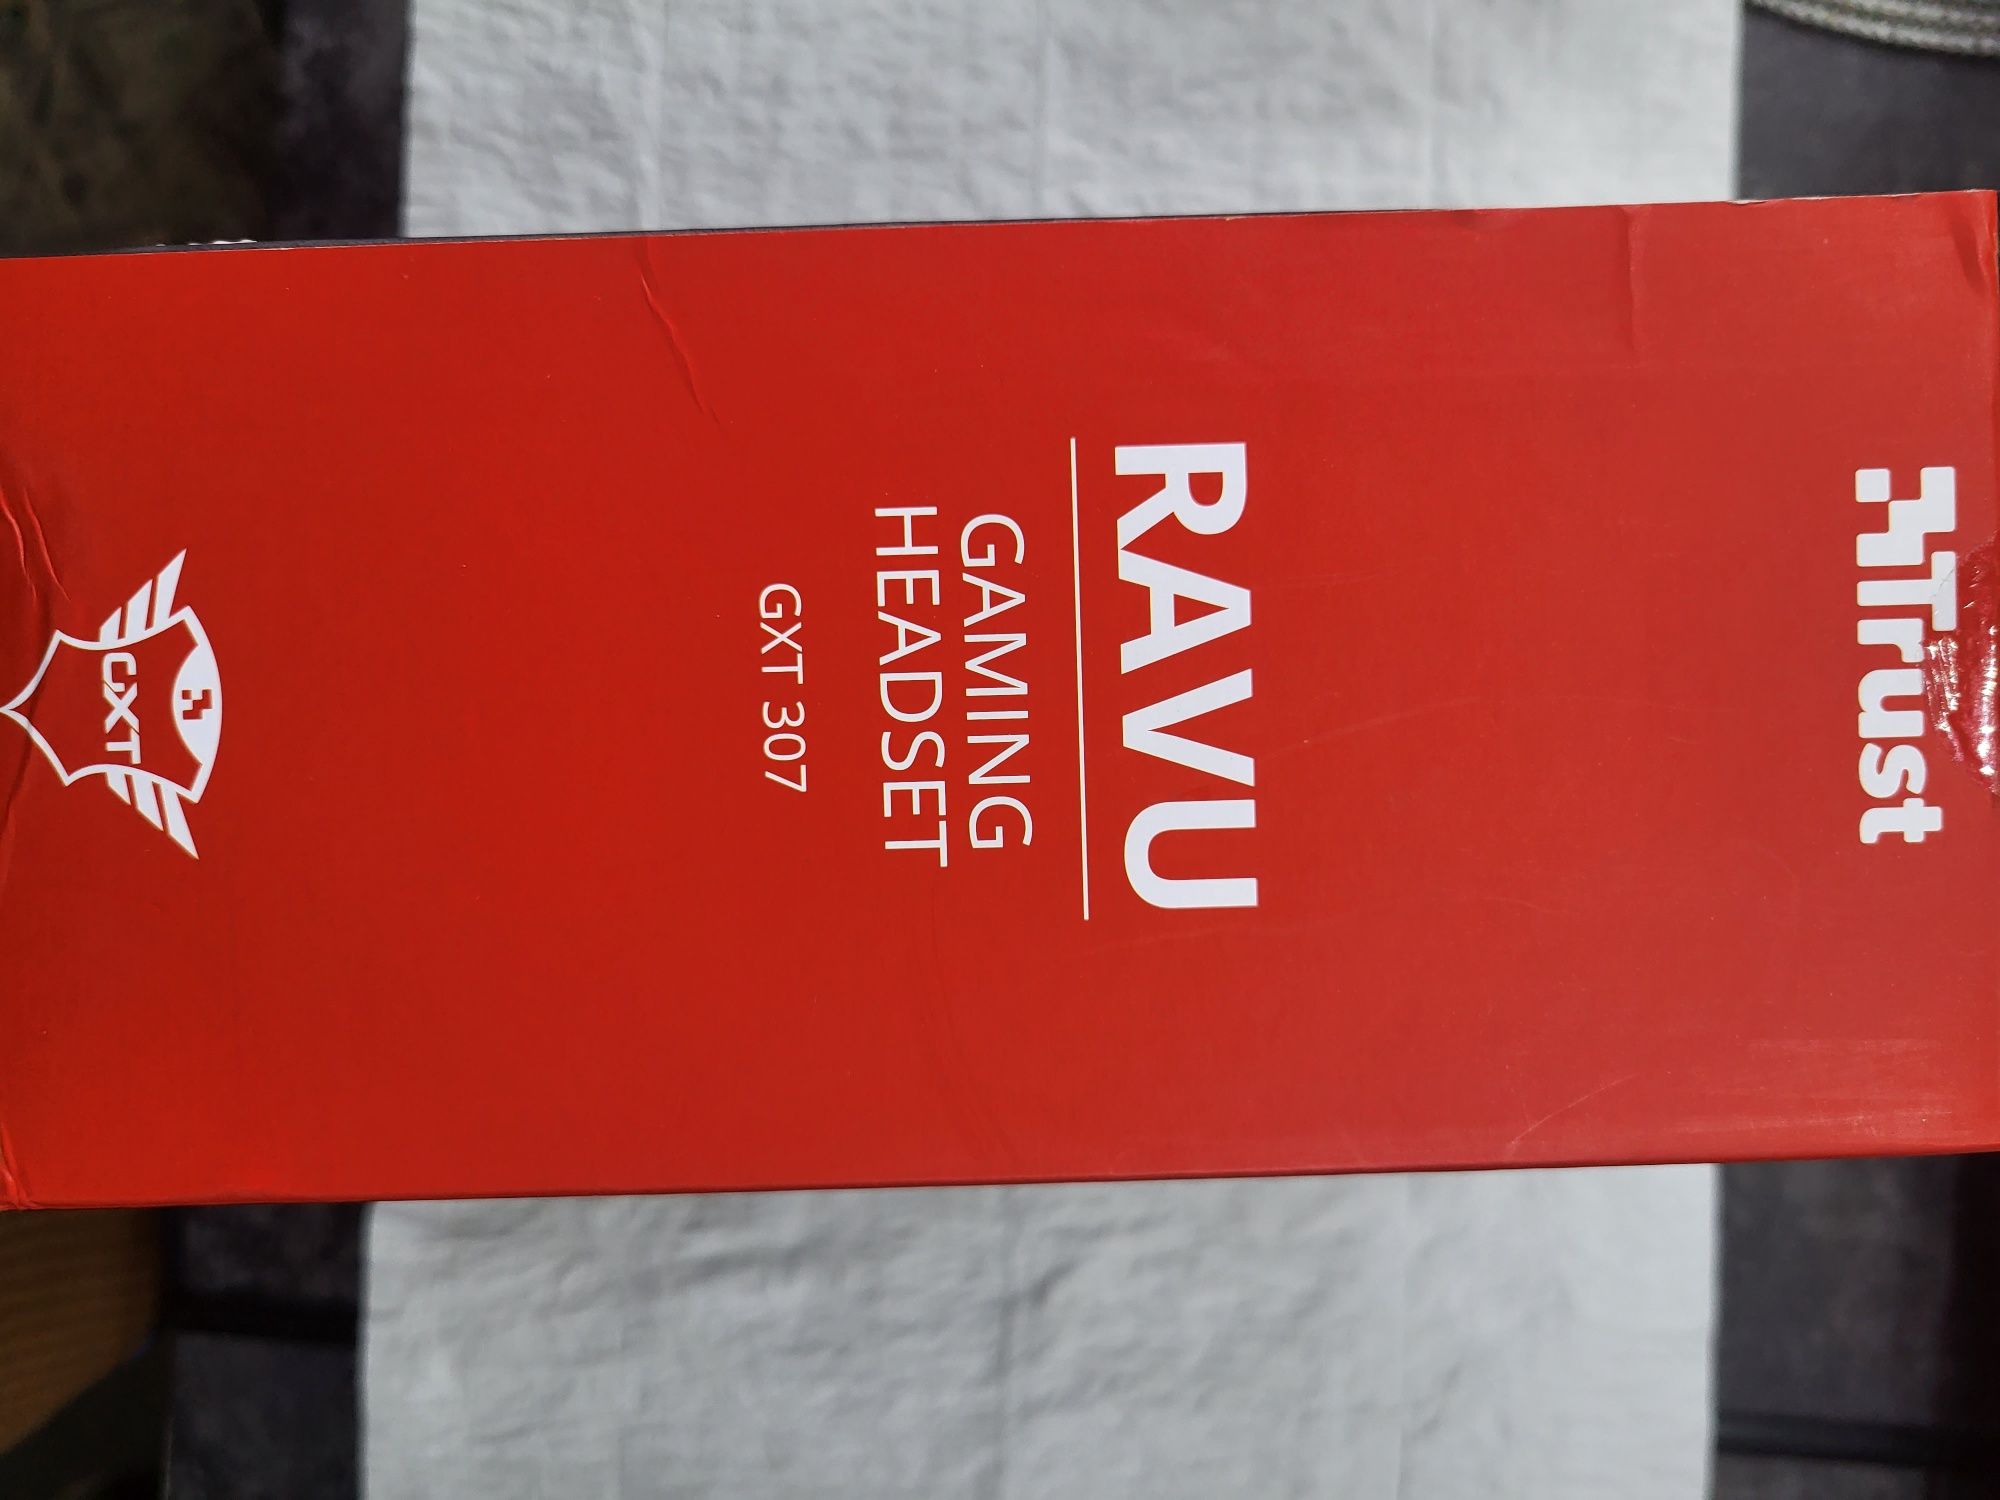 Trust
RAVU
GAMING
HEADSET
GXT 307
GXT